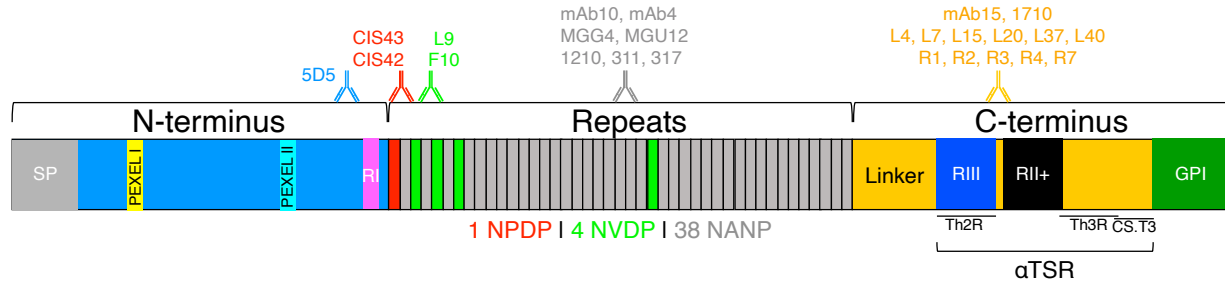 mAb10, mAb4
mAb15, 1710
CIS43
L9
MGG4, MGU12
L4, L7, L15, L20, L37, L40
5D5
CIS42
F10
1210, 311, 317
R1, R2, R3, R4, R7
N-terminus
Repeats
C-terminus
SP
PEXEL I
PEXEL II
RI
Linker
RIII
RII+
GPI
1 NPDP I 4 NVDP I 38 NANP
Th2R
Th3R
CS.T3
αTSR